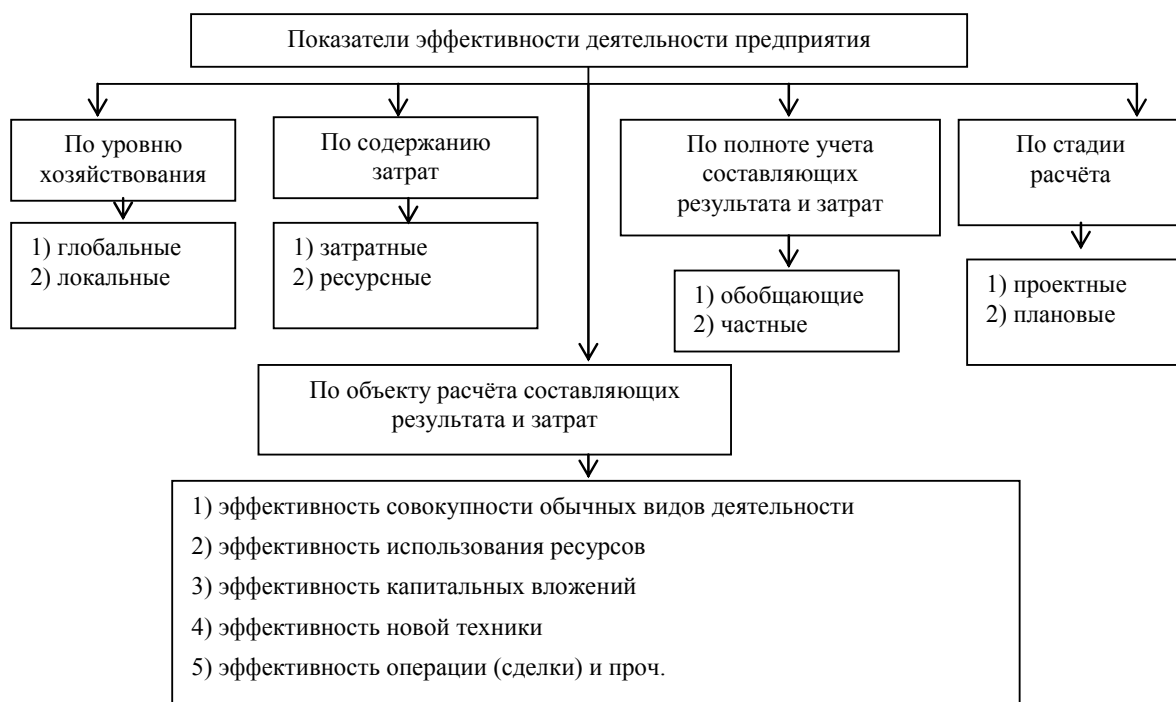 Показатели эффективности деятельности предприятия
По уровню
хозяйствования
1) глобальные
2) локальные
По содержанию
затрат
1) затратные
2) ресурсные
По полноте учета
составляющих
результата и затрат
1) обобщающие
2) частные
По стадии
расчёта
1) проектные
2) плановые
По объекту расчёта составляющих
результата и затрат
1) эффективность совокупности обычных видов деятельности
2) эффективность использования ресурсов
3) эффективность капитальных вложений
4) эффективность новой техники
5) эффективность операции (сделки) и проч.